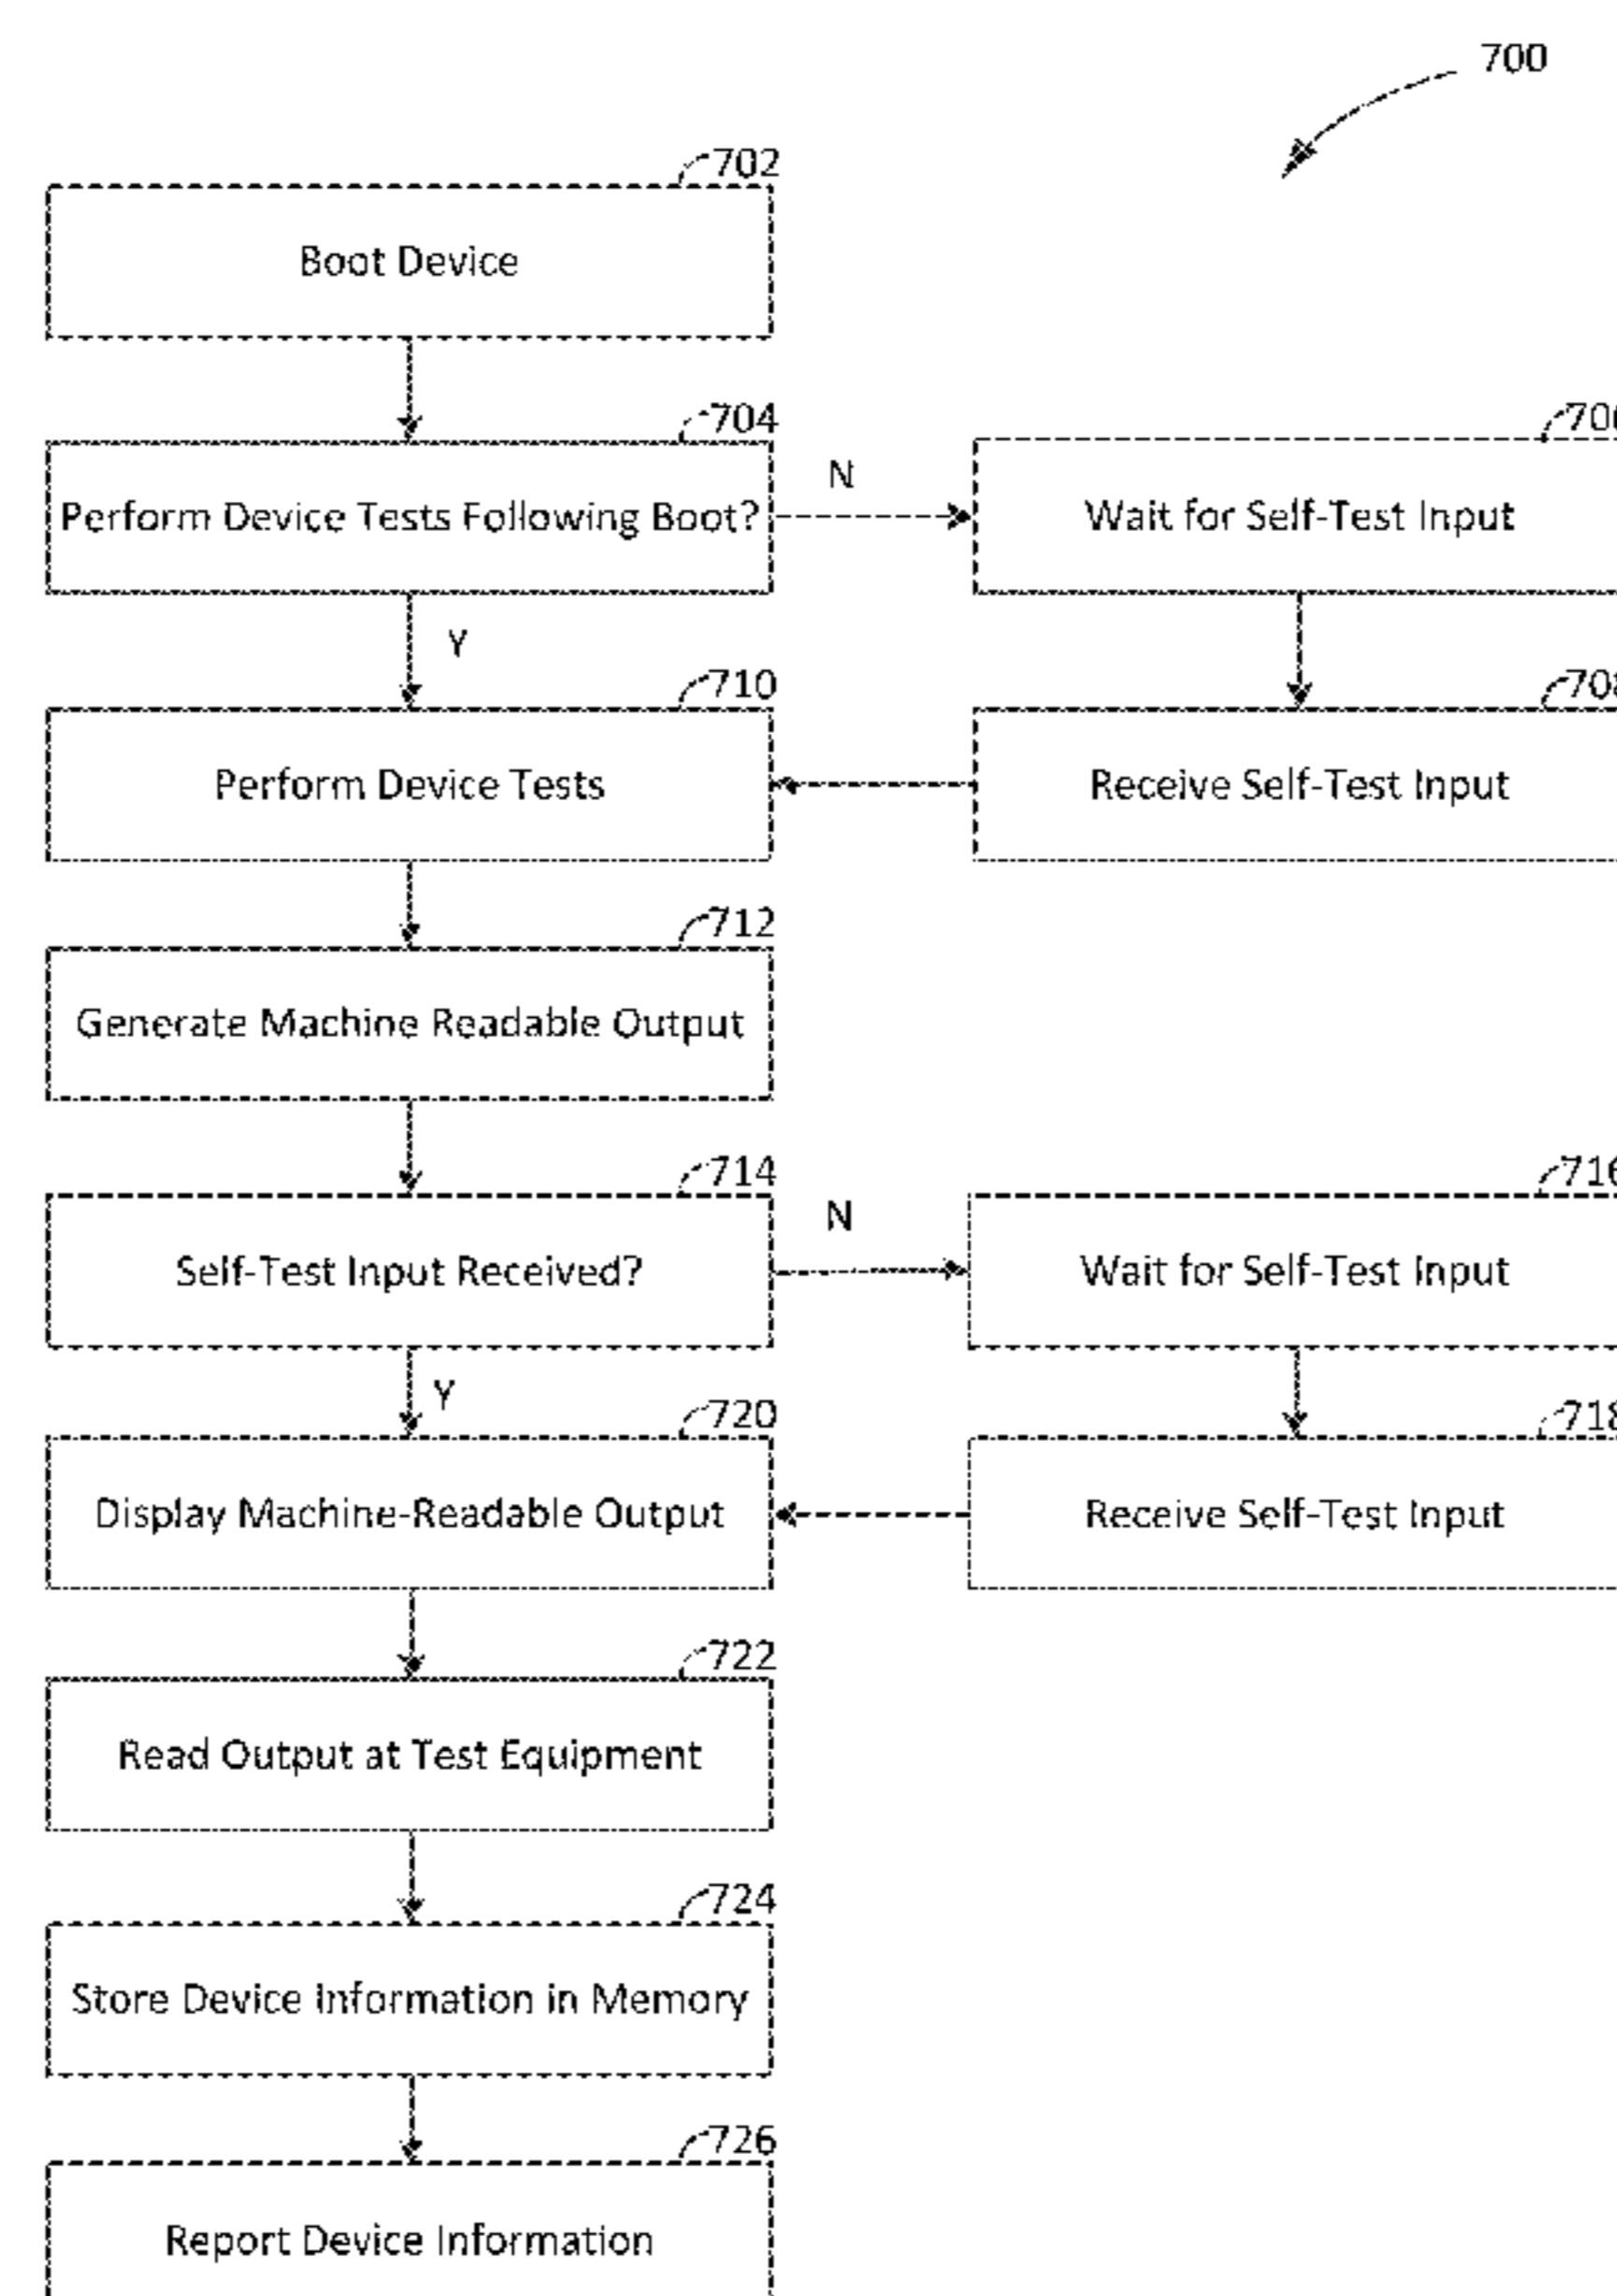 700
702
Boot Device
704
Perform Device Tests Following Boot?
N
Wait for Self-Test Input
Y
710
Perform Device Tests
Receive Self-Test Input
712
Generate Machine Readable Output
714
716
Self-Test Input Received?
N
Wait for Self-Test Input
Y
720
718
Display Machine-Readable Output
Receive Self-Test Input
722
Read Output at Test Equipment
724
Store Device Information in Memory
726
Report Device Information